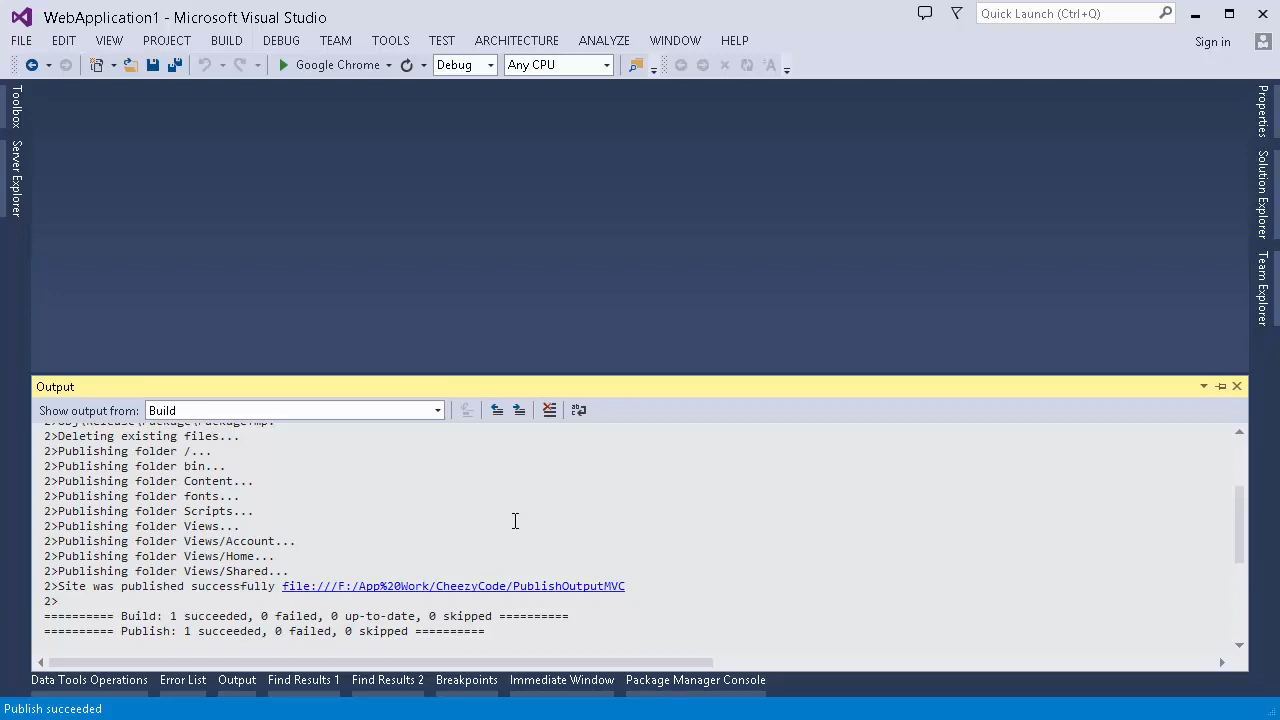 WebApplication1 - Microsoft Visual Studio
Quick Launch (Ctrl+Q)
FILE EDIT VIEW PROJECT BUILD DEBUG TEAM TOOLS TEST ARCHITECTURE ANALYZE WINDOW HELP
Sign in
Google Chrome Debug Any CPU
Toolbox
Server Explorer
Properties
Solution Explorer
Team Explorer
Output
Show output from: Build
2>obj\Release\Package\PackageTmp.
2>Deleting existing files...
2>Publishing folder /...
2>Publishing folder bin...
2>Publishing folder Content...
2>Publishing folder fonts...
2>Publishing folder Scripts...
2>Publishing folder Views...
2>Publishing folder Views/Account...
2>Publishing folder Views/Home...
2>Publishing folder Views/Shared...
2>Site was published successfully file:///F:/App%20Work/CheezyCode/PublishOutputMVC
2>
========== Build: 1 succeeded, 0 failed, 0 up-to-date, 0 skipped ==========
========== Publish: 1 succeeded, 0 failed, 0 skipped ==========
Data Tools Operations Error List Output Find Results 1 Find Results 2 Breakpoints Immediate Window Package Manager Console
Publish succeeded